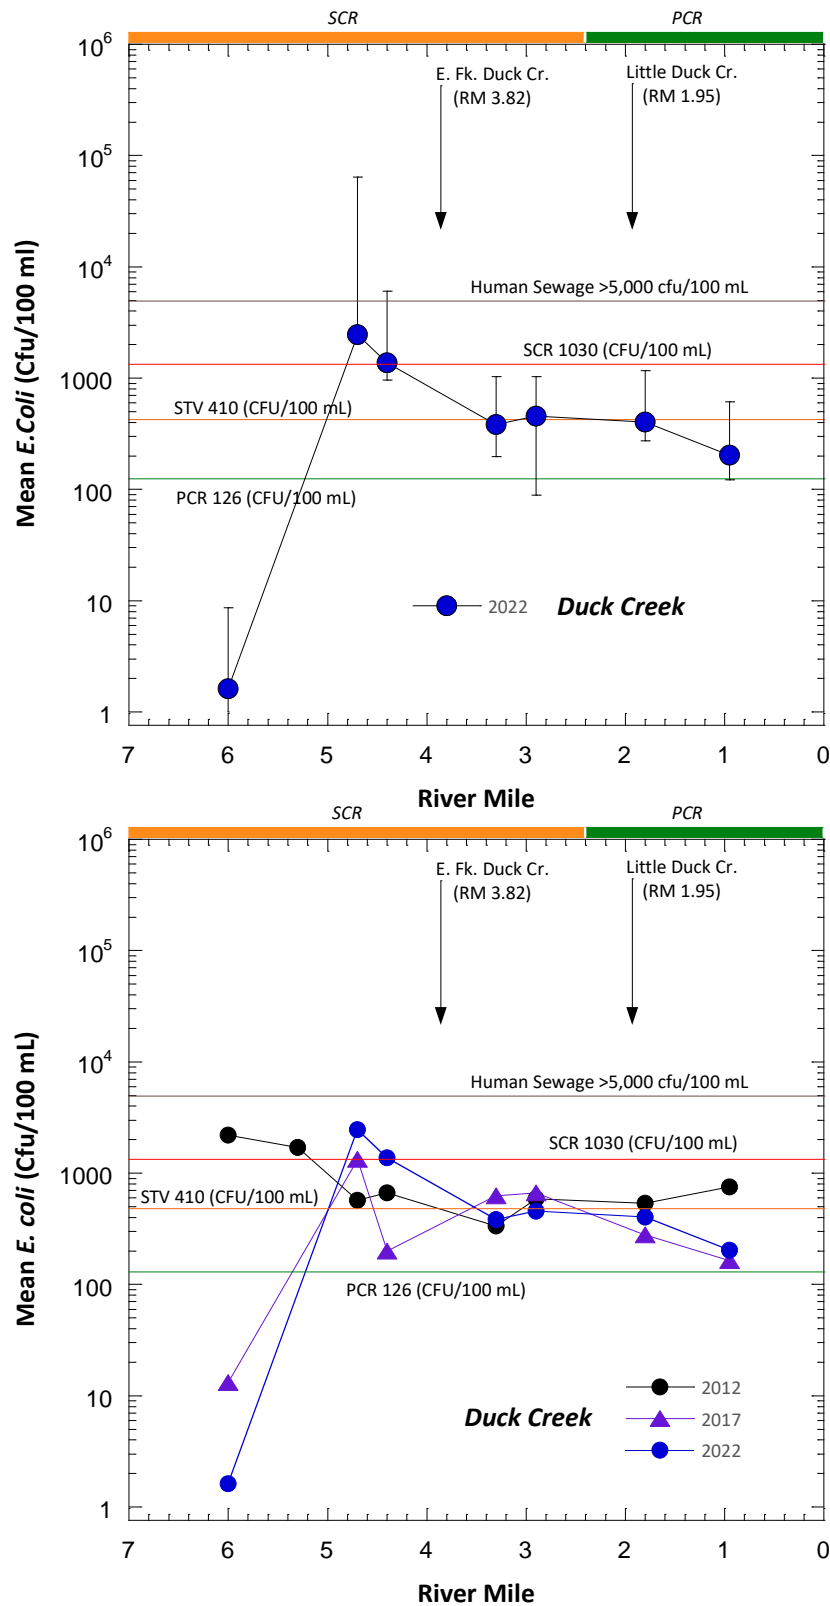 SCR PCR
10^6
E. Fk. Duck Cr.
(RM 3.82)
Little Duck Cr.
(RM 1.95)
10^5
10^4
Human Sewage >5,000 cfu/100 mL
SCR 1030 (CFU/100 mL)
1000
STV 410 (CFU/100 mL)
100
PCR 126 (CFU/100 mL)
10
2022 Duck Creek
1
7 6 5 4 3 2 1 0
River Mile
Mean E.Coli (Cfu/100 ml)
SCR PCR
10^6
E. Fk. Duck Cr.
(RM 3.82)
Little Duck Cr.
(RM 1.95)
10^5
10^4
Human Sewage >5,000 cfu/100 mL
SCR 1030 (CFU/100 mL)
1000
STV 410 (CFU/100 mL)
100
PCR 126 (CFU/100 mL)
10
2012
Duck Creek 2017
2022
1
7 6 5 4 3 2 1 0
River Mile
Mean E. coli (Cfu/100 mL)